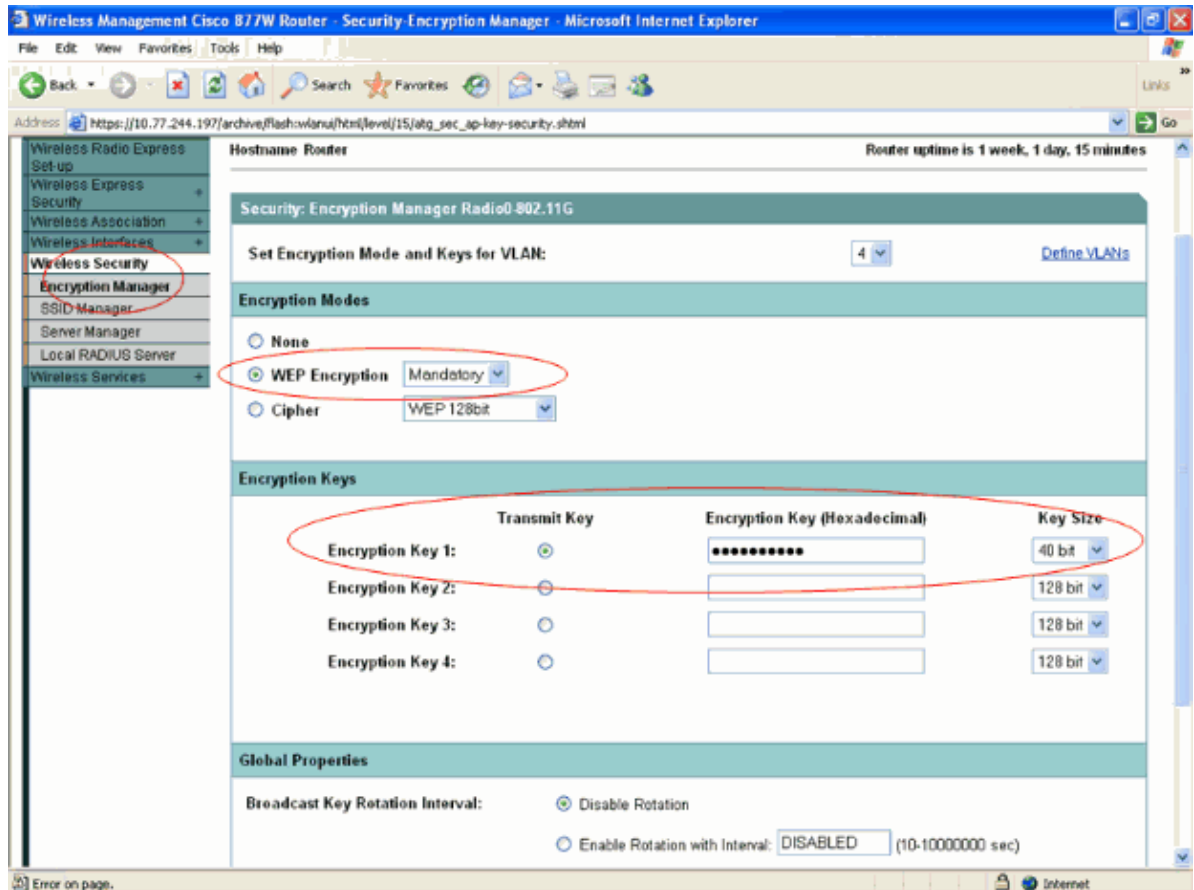 Wireless Management Cisco 877W Router - Security-Encryption Manager - Microsoft Internet Explorer
File Edit View Favorites Tools Help
Back Search Favorites Links
Address https://10.77.244.197/archive/flash:wlanui/html/level/15/atg_sec_ap-key-security.shtml Go
Wireless Radio Express Set-up
Wireless Express Security +
Wireless Association +
Wireless Interfaces +
Wireless Security
Encryption Manager
SSID Manager
Server Manager
Local RADIUS Server
Wireless Services +
Hostname Router Router uptime is 1 week, 1 day, 15 minutes
Security: Encryption Manager Radio0-802.11G
Set Encryption Mode and Keys for VLAN: 4 Define VLANs
Encryption Modes
None
WEP Encryption Mandatory
Cipher WEP 128bit
Encryption Keys
Transmit Key Encryption Key (Hexadecimal) Key Size
Encryption Key 1: •••••••••• 40 bit
Encryption Key 2: 128 bit
Encryption Key 3: 128 bit
Encryption Key 4: 128 bit
Global Properties
Broadcast Key Rotation Interval: Disable Rotation
Enable Rotation with Interval: DISABLED (10-10000000 sec)
Error on page. Internet